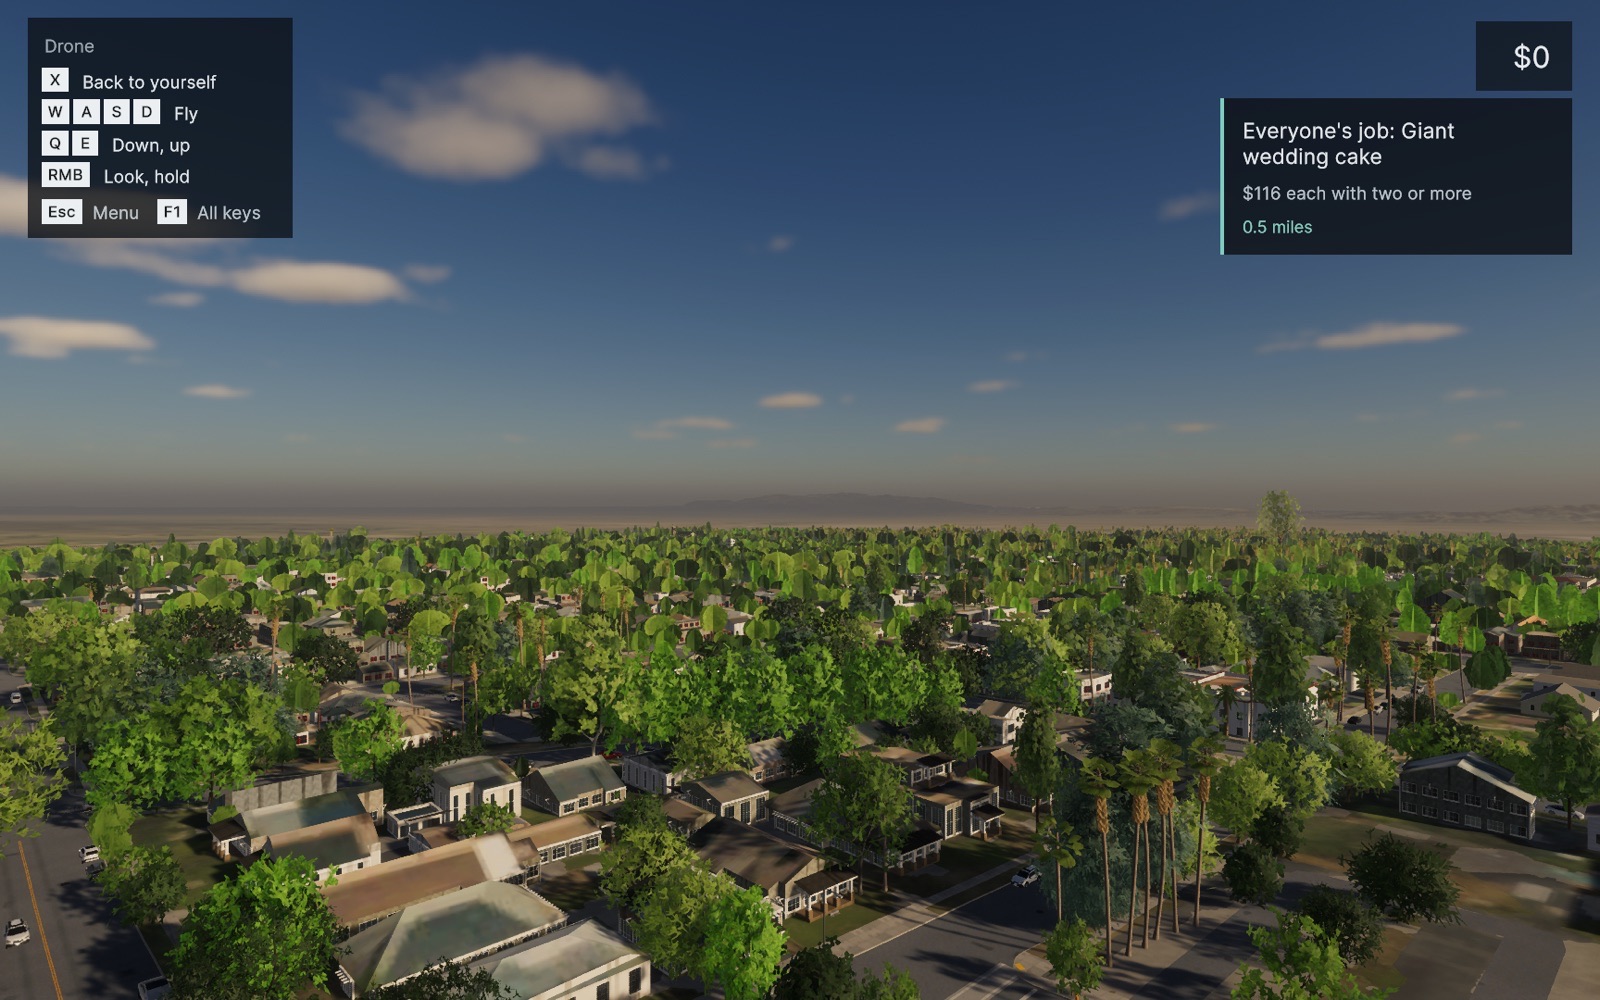 Drone
X Back to yourself
W A S D Fly
Q E Down, up
RMB Look, hold
Esc Menu F1 All keys
$0
Everyone's job: Giant
wedding cake
$116 each with two or more
0.5 miles